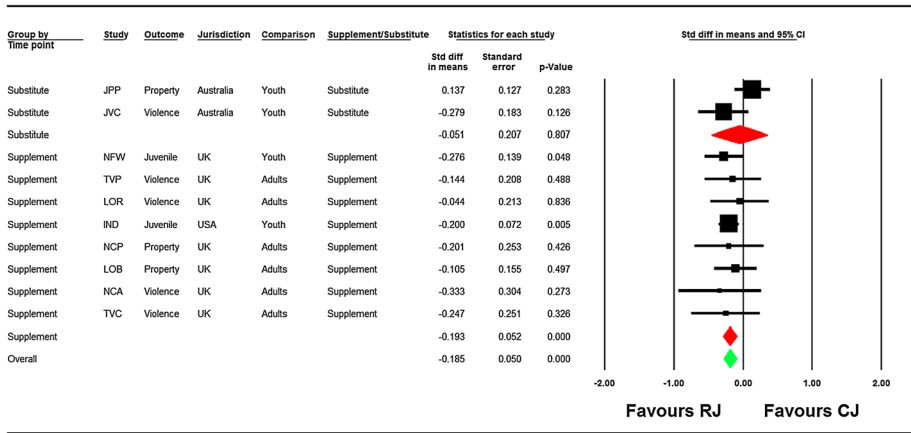 Group by Study Outcome Jurisdiction Comparison Supplement/Substitute Statistics for each study Std diff in means and 95% CI
Time point
Std diff Standard
in means error p-Value
Substitute JPP Property Australia Youth Substitute 0.137 0.127 0.283
Substitute JVC Violence Australia Youth Substitute -0.279 0.183 0.126
Substitute -0.051 0.207 0.807
Supplement NFW Juvenile UK Youth Supplement -0.276 0.139 0.048
Supplement TVP Violence UK Adults Supplement -0.144 0.208 0.488
Supplement LOR Violence UK Adults Supplement -0.044 0.213 0.836
Supplement IND Juvenile USA Youth Supplement -0.200 0.072 0.005
Supplement NCP Property UK Adults Supplement -0.201 0.253 0.426
Supplement LOB Property UK Adults Supplement -0.105 0.155 0.497
Supplement NCA Violence UK Adults Supplement -0.333 0.304 0.273
Supplement TVC Violence UK Adults Supplement -0.247 0.251 0.326
Supplement -0.193 0.052 0.000
Overall -0.185 0.050 0.000
-2.00 -1.00 0.00 1.00 2.00
Favours RJ Favours CJ